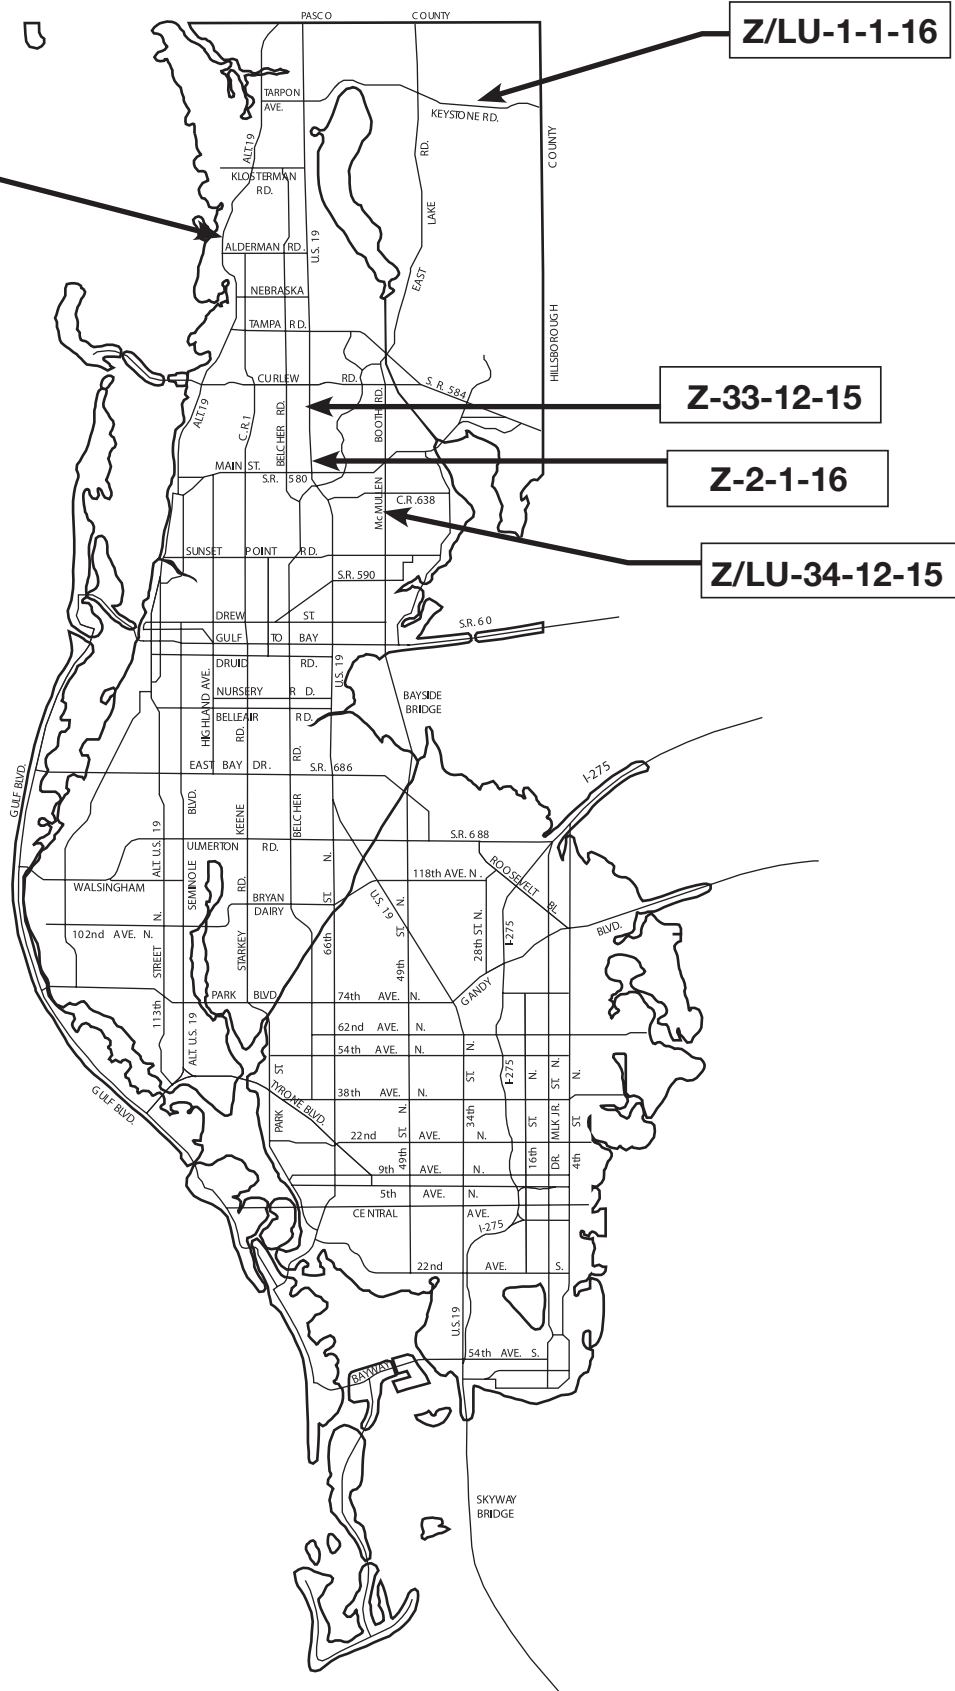 PASCO COUNTY
Z/LU-1-1-16
TARPON
AVE.
KEYSTONE RD.
ALT.19
RD.
COUNTY
KLOSTERMAN
RD.
LAKE
U.S. 19
ALDERMAN RD.
EAST
NEBRASKA
HILLSBOROUGH
TAMPA RD.
CURLEW RD.
S. R. 584
Z-33-12-15
ALT.19
C.R.1
BELCHER RD.
BOOTH RD.
MAIN ST.
S.R. 580
Z-2-1-16
McMULLEN
C.R.638
Z/LU-34-12-15
SUNSET POINT RD.
S.R. 590
DREW ST.
S.R. 60
GULF TO BAY
DRUID RD.
U.S. 19
HIGHLAND AVE.
NURSERY RD.
BAYSIDE
BRIDGE
BELLEAIR RD.
RD.
RD.
GULF BLVD.
EAST BAY DR. S.R. 686
I-275
BLVD.
KEENE
BELCHER
ALT U.S. 19
S.R. 688
ULMERTON RD.
N.
118th AVE. N.
ROOSEVELT BL.
WALSINGHAM
SEMINOLE
RD.
BRYAN
DAIRY
ST.
U.S. 19
N.
28th ST. N.
I-275
BLVD.
102nd AVE. N.
N.
STREET
STARKEY
66th
ST.
49th
GANDY
PARK BLVD.
74th AVE. N.
113th
ALT U.S. 19
62nd AVE. N.
54th AVE. N.
N.
I-275
N.
N.
ST.
ST.
38th AVE. N.
GULF BLVD.
TYRONE BLVD.
PARK
N.
ST.
49th
34th
ST.
16th
ST.
MLK JR.
DR.
ST.
4th
22nd AVE. N.
9th AVE. N.
5th AVE. N.
CENTRAL AVE.
I-275
22nd AVE. S.
U.S.19
54th AVE. S.
BAYWAY
SKYWAY
BRIDGE